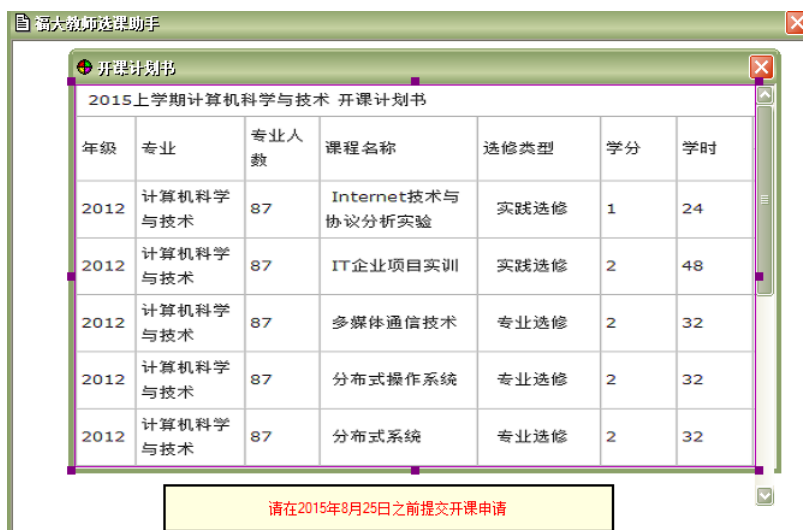 福大教师选课助手
开课计划书
2015上学期计算机科学与技术 开课计划书
年级 专业 专业人数 课程名称 选修类型 学分 学时
2012 计算机科学与技术 87 Internet技术与协议分析实验 实践选修 1 24
2012 计算机科学与技术 87 IT企业项目实训 实践选修 2 48
2012 计算机科学与技术 87 多媒体通信技术 专业选修 2 32
2012 计算机科学与技术 87 分布式操作系统 专业选修 2 32
2012 计算机科学与技术 87 分布式系统 专业选修 2 32
请在2015年8月25日之前提交开课申请